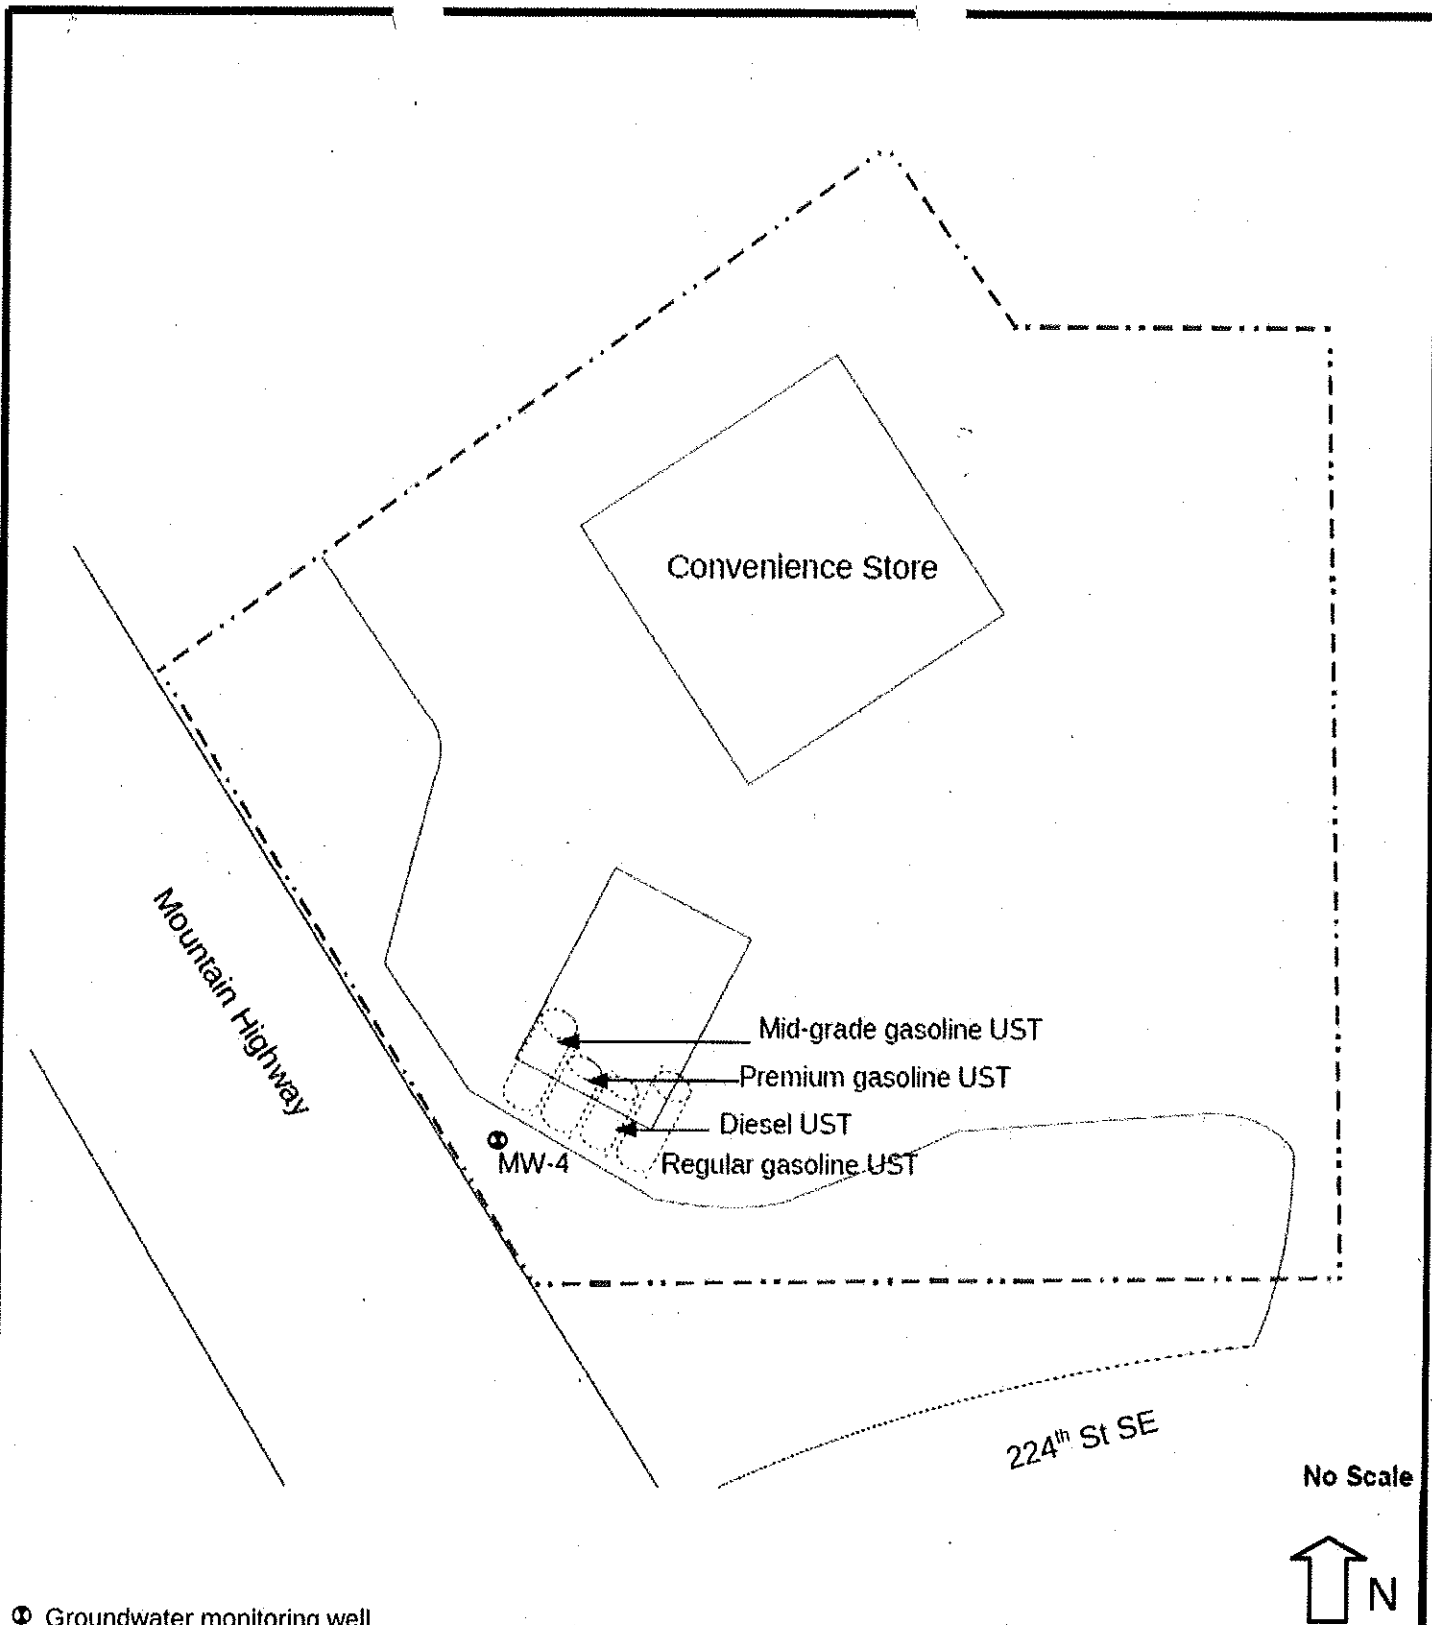 Convenience Store
Mountain Highway
Mid-grade gasoline UST
Premium gasoline UST
Diesel UST
MW-4
Regular gasoline UST
224th St SE
No Scale
N
Groundwater monitoring well